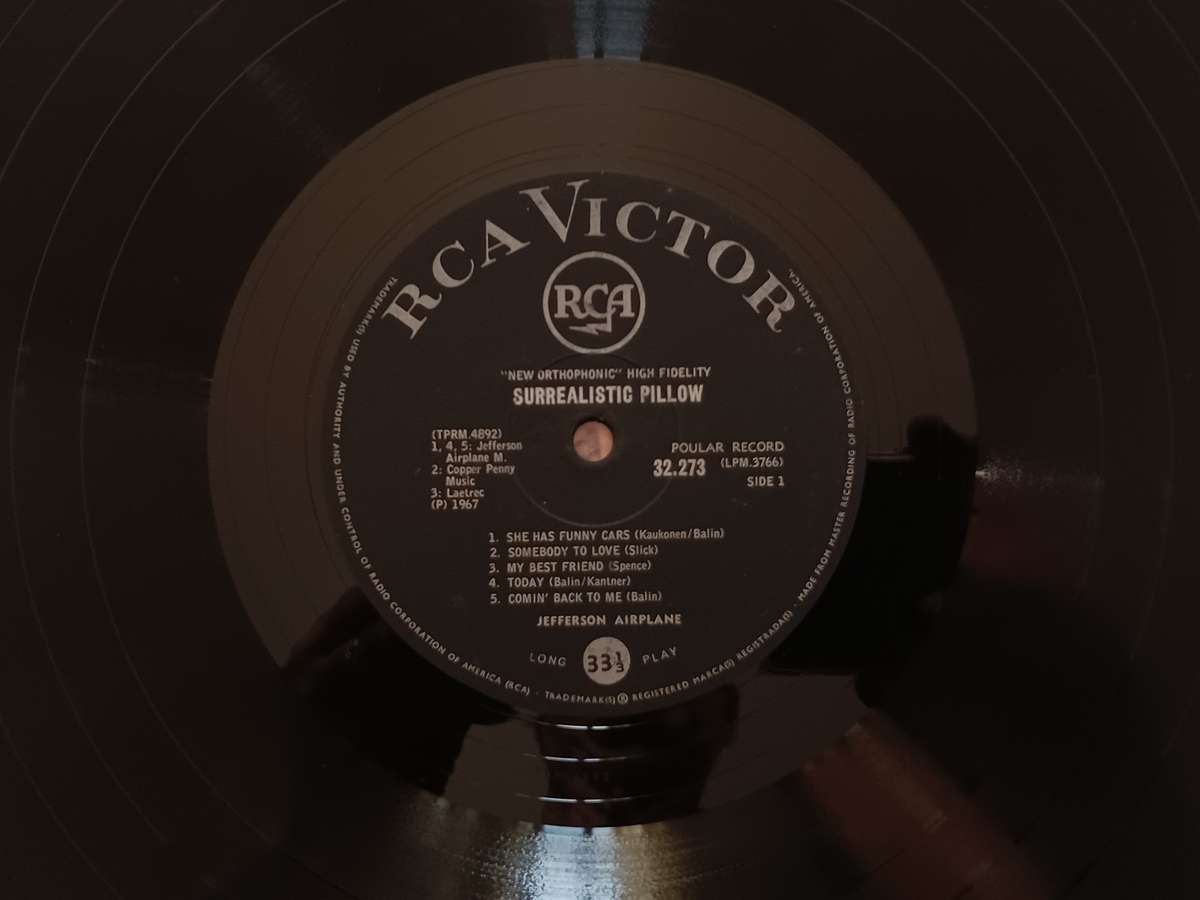 RCA VICTOR
RCA
"NEW ORTHOPHONIC" HIGH FIDELITY
SURREALISTIC PILLOW
(TPRM.4892)
1, 4, 5: Jefferson
Airplane M.
2: Copper Penny
Music
3: Laetrec
(P) 1967
POULAR RECORD
32.273 (LPM.3766)
SIDE 1
1. SHE HAS FUNNY CARS (Kaukonen/Balin)
2. SOMEBODY TO LOVE (Slick)
3. MY BEST FRIEND (Spence)
4. TODAY (Balin/Kantner)
5. COMIN' BACK TO ME (Balin)
JEFFERSON AIRPLANE
LONG 33 1/3 PLAY
TRADEMARK(S) USED BY AUTHORITY AND UNDER CONTROL OF RADIO CORPORATION OF AMERICA (RCA) · TRADEMARK(S) ® REGISTERED MARCA(S) REGISTRADA(S) · MADE FROM MASTER RECORDING OF RADIO CORPORATION OF AMERICA.